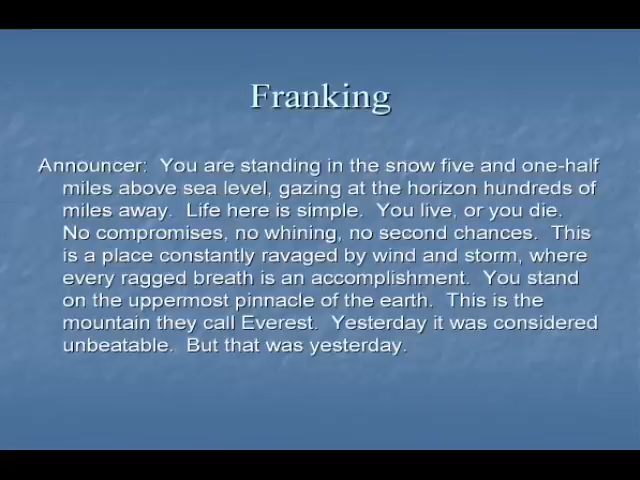 Franking
Announcer:  You are standing in the snow five and one-half
miles above sea level, gazing at the horizon hundreds of
miles away.  Life here is simple.  You live, or you die.
No compromises, no whining, no second chances.  This
is a place constantly ravaged by wind and storm, where
every ragged breath is an accomplishment.  You stand
on the uppermost pinnacle of the earth.  This is the
mountain they call Everest.  Yesterday it was considered
unbeatable.  But that was yesterday.